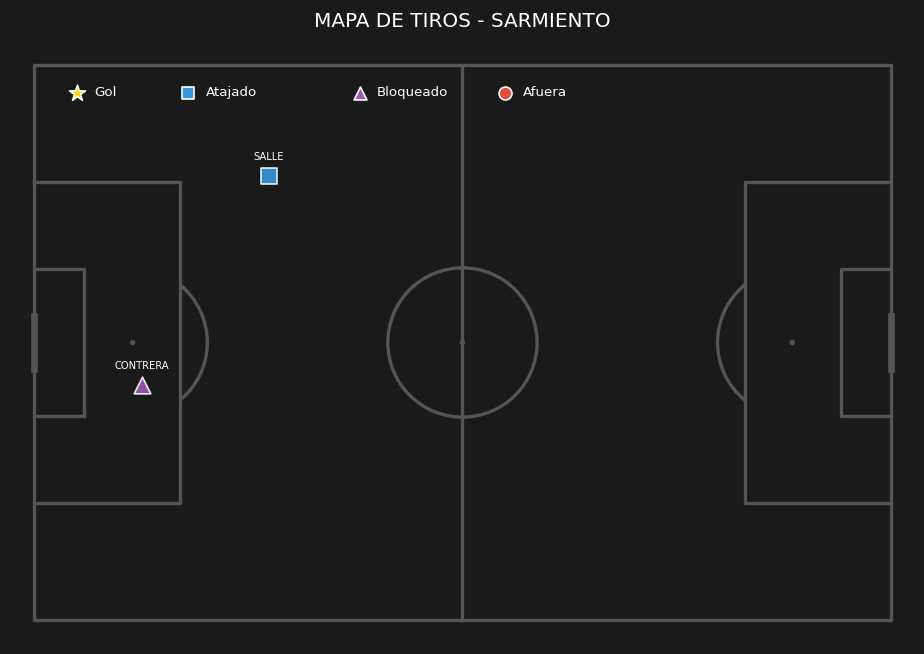 MAPA DE TIROS - SARMIENTO
Gol
Atajado
Bloqueado
Afuera
SALLE
CONTRERA